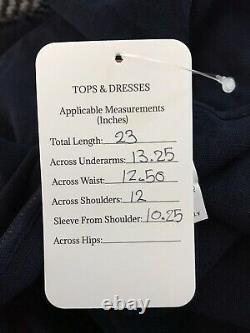 TOPS & DRESSES
Applicable Measurements
(Inches)
Total Length: 23
Across Underarms: 13.25
Across Waist: 12.50
Across Shoulders: 12
Sleeve From Shoulder: 10.25
Across Hips: